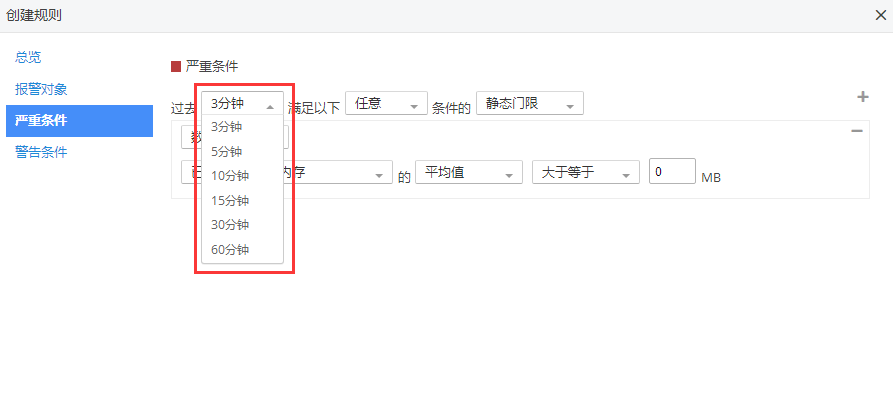 创建规则
总览
报警对象
严重条件
警告条件
严重条件
过去 3分钟 满足以下 任意 条件的 静态门限
3分钟
5分钟
10分钟
15分钟
30分钟
60分钟
内存 的 平均值 大于等于 0 MB